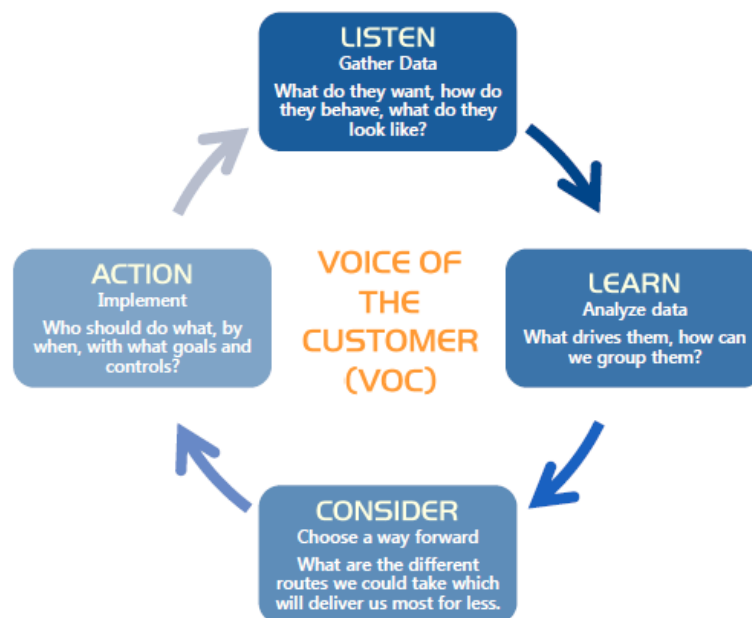 LISTEN
Gather Data
What do they want, how do
they behave, what do they
look like?
ACTION
Implement
Who should do what, by
when, with what goals and
controls?
VOICE OF
THE
CUSTOMER
(VOC)
LEARN
Analyze data
What drives them, how can
we group them?
CONSIDER
Choose a way forward
What are the different
routes we could take which
will deliver us most for less.